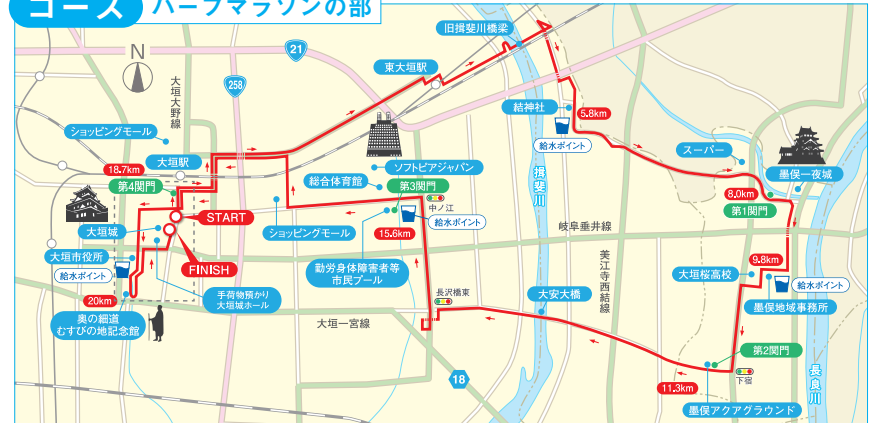 コース ハーフマラソンの部
N
大垣大野線
258
21
旧揖斐川橋梁
東大垣駅
結神社
5.8km
給水ポイント
スーパー
墨俣一夜城
8.0km
第1関門
ショッピングモール
大垣駅
18.7km
第4関門
ソフトピアジャパン
総合体育館
第3関門
中ノ江
給水ポイント
15.6km
揖斐川
岐阜垂井線
START
大垣城
大垣市役所
給水ポイント
FINISH
ショッピングモール
勤労身体障害者等
市民プール
美江寺西結線
9.8km
大垣桜高校
給水ポイント
墨俣地域事務所
20km
手荷物預かり
大垣城ホール
奥の細道
むすびの地記念館
長沢橋東
大安大橋
大垣一宮線
18
第2関門
下宿
11.3km
墨俣アクアグラウンド
長良川